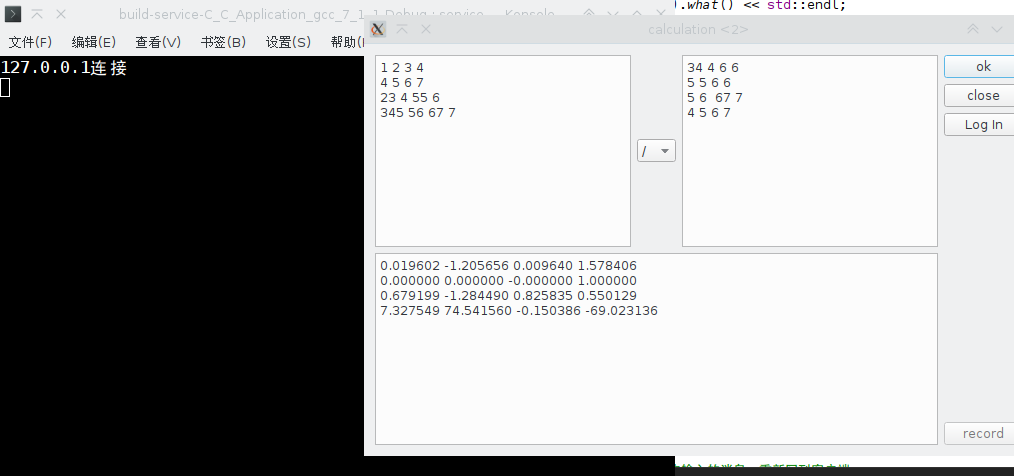 ).what() << std::endl;
build-service-C_C_Application_gcc_7_1_1-Debug : service — Konsole
文件(F) 编辑(E) 查看(V) 书签(B) 设置(S)
127.0.0.1连接
calculation <2>
1 2 3 4
4 5 6 7
23 4 55 6
345 56 67 7
/
34 4 6 6
5 5 6 6
5 6  67 7
4 5 6 7
ok
close
Log In
0.019602 -1.205656 0.009640 1.578406
0.000000 0.000000 -0.000000 1.000000
0.679199 -1.284490 0.825835 0.550129
7.327549 74.541560 -0.150386 -69.023136
record